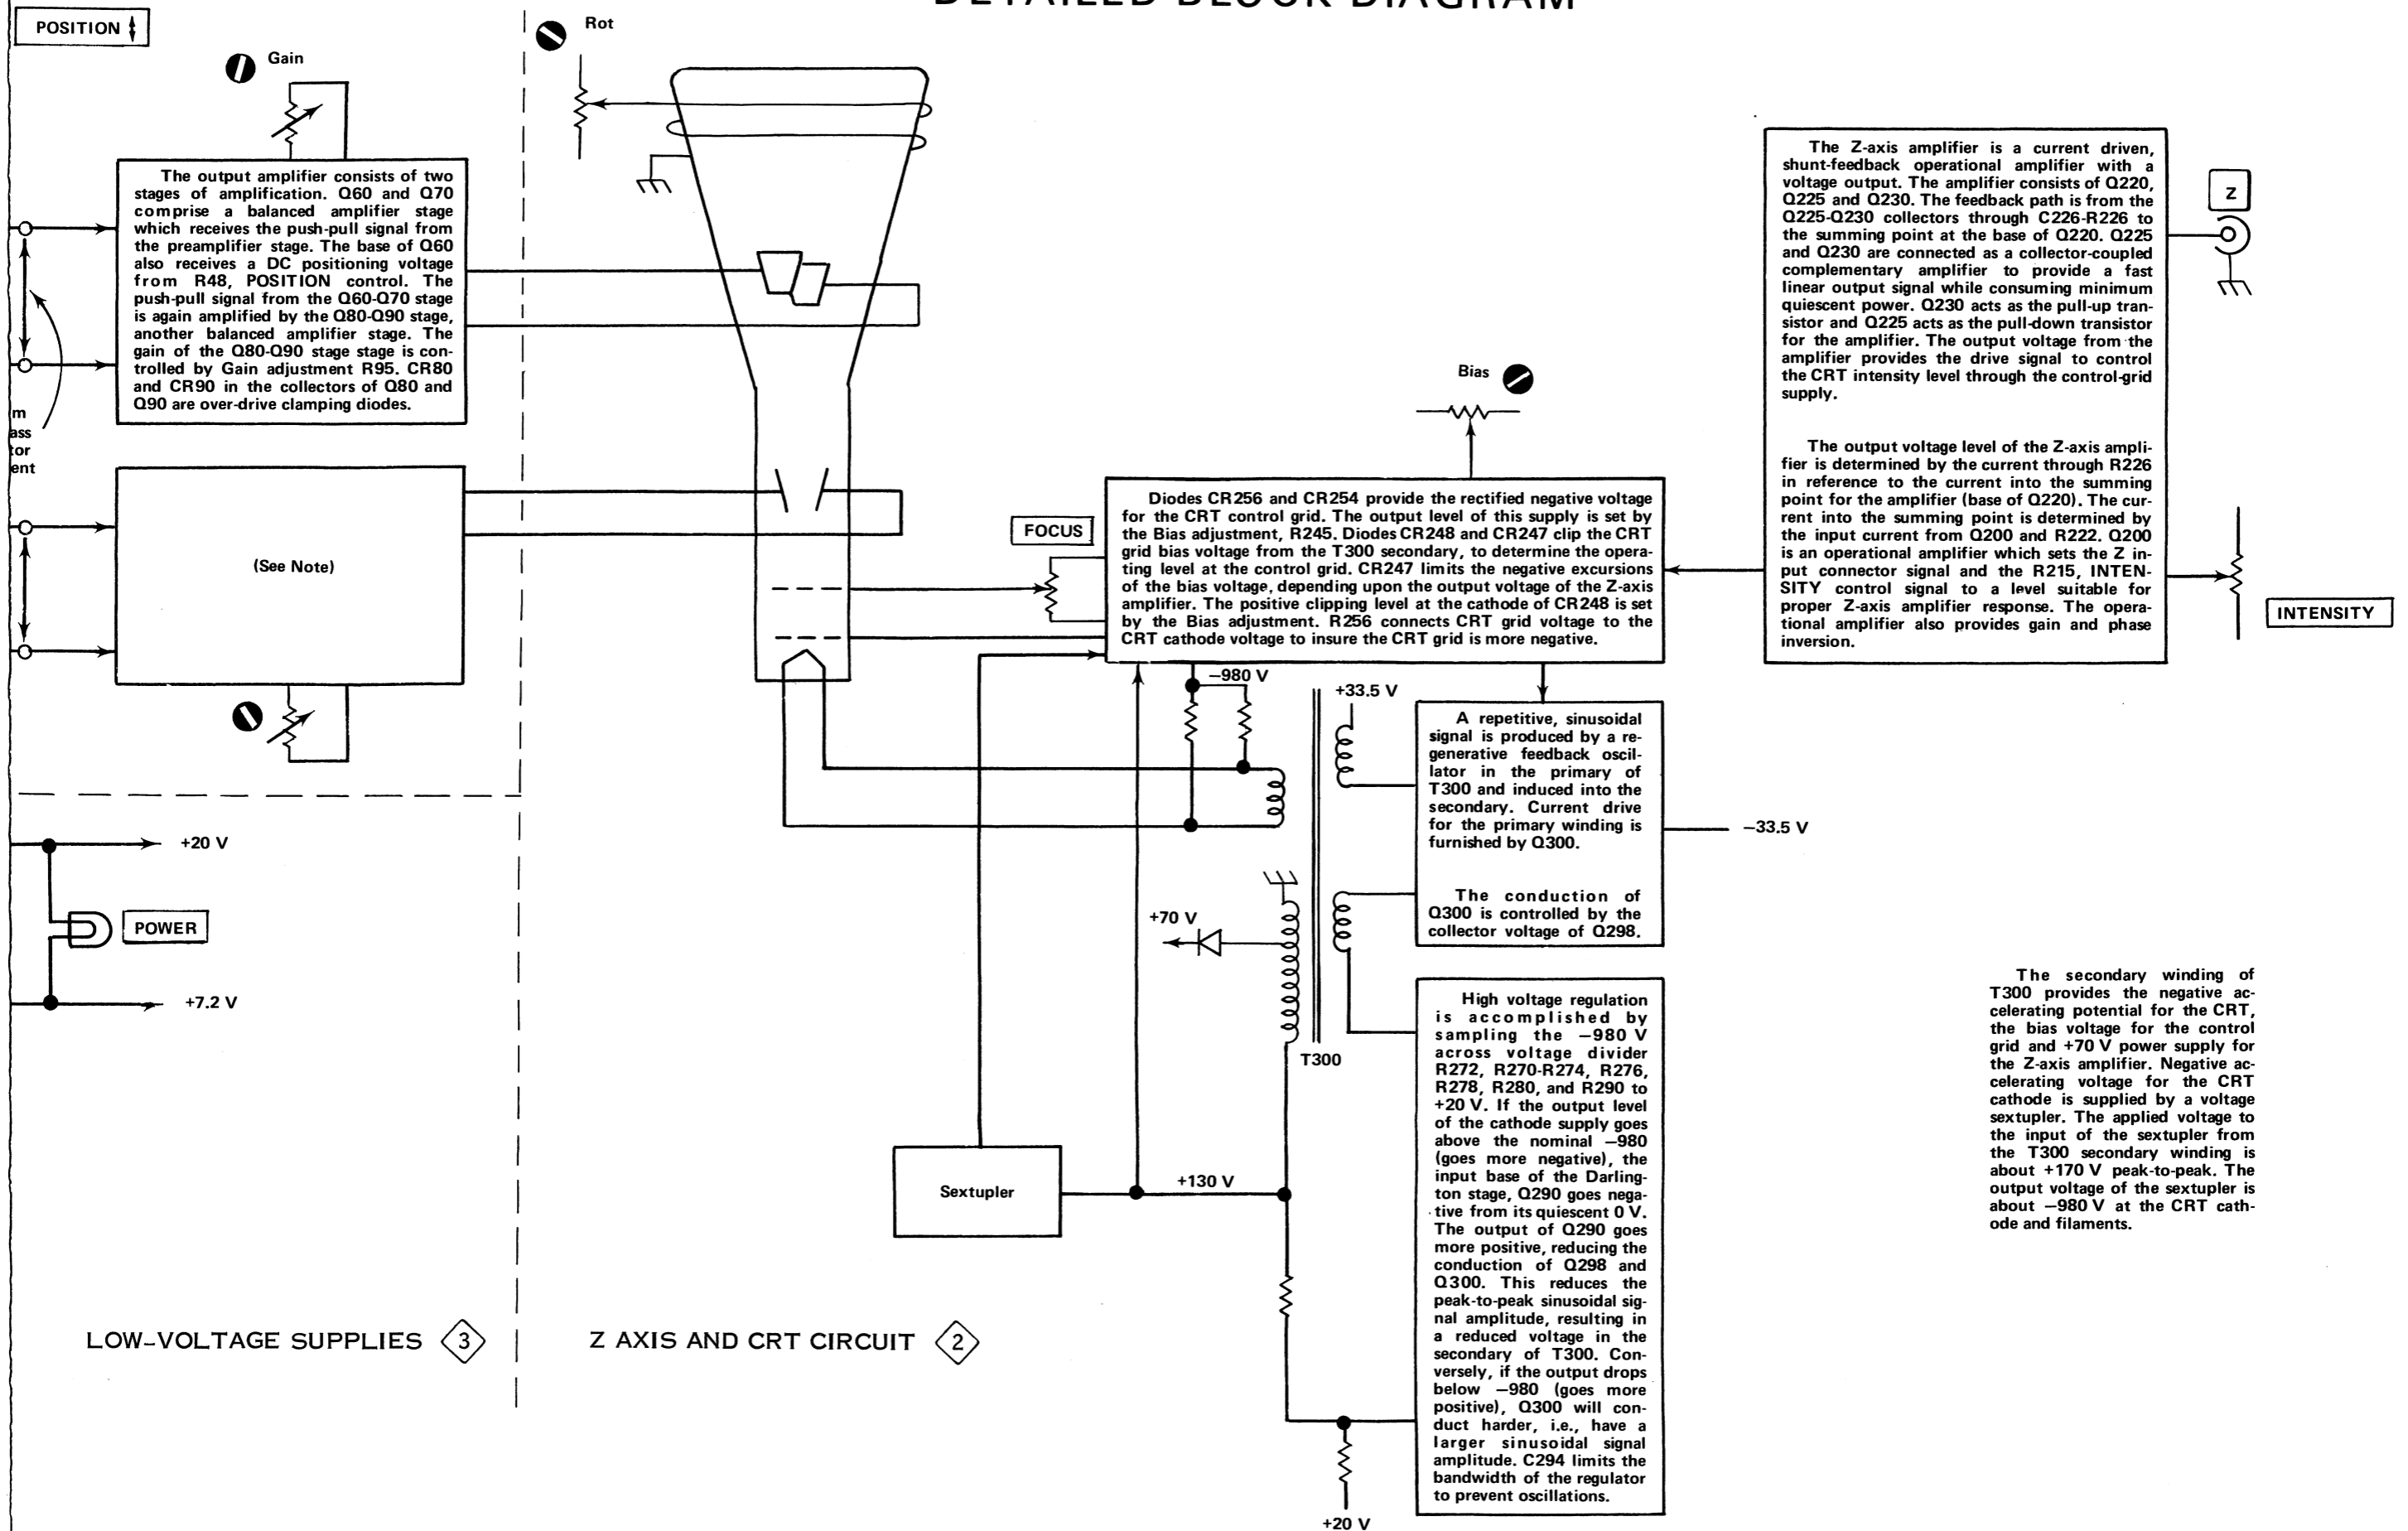 DETAILED BLOCK DIAGRAM
POSITION
Gain
Rot
The output amplifier consists of two
stages of amplification. Q60 and Q70
comprise a balanced amplifier stage
which receives the push-pull signal from
the preamplifier stage. The base of Q60
also receives a DC positioning voltage
from R48, POSITION control. The
push-pull signal from the Q60-Q70 stage
is again amplified by the Q80-Q90 stage,
another balanced amplifier stage. The
gain of the Q80-Q90 stage stage is con-
trolled by Gain adjustment R95. CR80
and CR90 in the collectors of Q80 and
Q90 are over-drive clamping diodes.
m
ass
tor
ent
(See Note)
+20 V
POWER
+7.2 V
LOW-VOLTAGE SUPPLIES 3
Z AXIS AND CRT CIRCUIT 2
Bias
FOCUS
Diodes CR256 and CR254 provide the rectified negative voltage
for the CRT control grid. The output level of this supply is set by
the Bias adjustment, R245. Diodes CR248 and CR247 clip the CRT
grid bias voltage from the T300 secondary, to determine the opera-
ting level at the control grid. CR247 limits the negative excursions
of the bias voltage, depending upon the output voltage of the Z-axis
amplifier. The positive clipping level at the cathode of CR248 is set
by the Bias adjustment. R256 connects CRT grid voltage to the
CRT cathode voltage to insure the CRT grid is more negative.
The Z-axis amplifier is a current driven,
shunt-feedback operational amplifier with a
voltage output. The amplifier consists of Q220,
Q225 and Q230. The feedback path is from the
Q225-Q230 collectors through C226-R226 to
the summing point at the base of Q220. Q225
and Q230 are connected as a collector-coupled
complementary amplifier to provide a fast
linear output signal while consuming minimum
quiescent power. Q230 acts as the pull-up tran-
sistor and Q225 acts as the pull-down transistor
for the amplifier. The output voltage from the
amplifier provides the drive signal to control
the CRT intensity level through the control-grid
supply.
The output voltage level of the Z-axis ampli-
fier is determined by the current through R226
in reference to the current into the summing
point for the amplifier (base of Q220). The cur-
rent into the summing point is determined by
the input current from Q200 and R222. Q200
is an operational amplifier which sets the Z in-
put connector signal and the R215, INTEN-
SITY control signal to a level suitable for
proper Z-axis amplifier response. The opera-
tional amplifier also provides gain and phase
inversion.
Z
INTENSITY
−980 V
+33.5 V
A repetitive, sinusoidal
signal is produced by a re-
generative feedback oscil-
lator in the primary of
T300 and induced into the
secondary. Current drive
for the primary winding is
furnished by Q300.
The conduction of
Q300 is controlled by the
collector voltage of Q298.
−33.5 V
+70 V
T300
Sextupler
+130 V
+20 V
High voltage regulation
is accomplished by
sampling the −980 V
across voltage divider
R272, R270-R274, R276,
R278, R280, and R290 to
+20 V. If the output level
of the cathode supply goes
above the nominal −980
(goes more negative), the
input base of the Darling-
ton stage, Q290 goes nega-
tive from its quiescent 0 V.
The output of Q290 goes
more positive, reducing the
conduction of Q298 and
Q300. This reduces the
peak-to-peak sinusoidal sig-
nal amplitude, resulting in
a reduced voltage in the
secondary of T300. Con-
versely, if the output drops
below −980 (goes more
positive), Q300 will con-
duct harder, i.e., have a
larger sinusoidal signal
amplitude. C294 limits the
bandwidth of the regulator
to prevent oscillations.
The secondary winding of
T300 provides the negative ac-
celerating potential for the CRT,
the bias voltage for the control
grid and +70 V power supply for
the Z-axis amplifier. Negative ac-
celerating voltage for the CRT
cathode is supplied by a voltage
sextupler. The applied voltage to
the input of the sextupler from
the T300 secondary winding is
about +170 V peak-to-peak. The
output voltage of the sextupler is
about −980 V at the CRT cath-
ode and filaments.